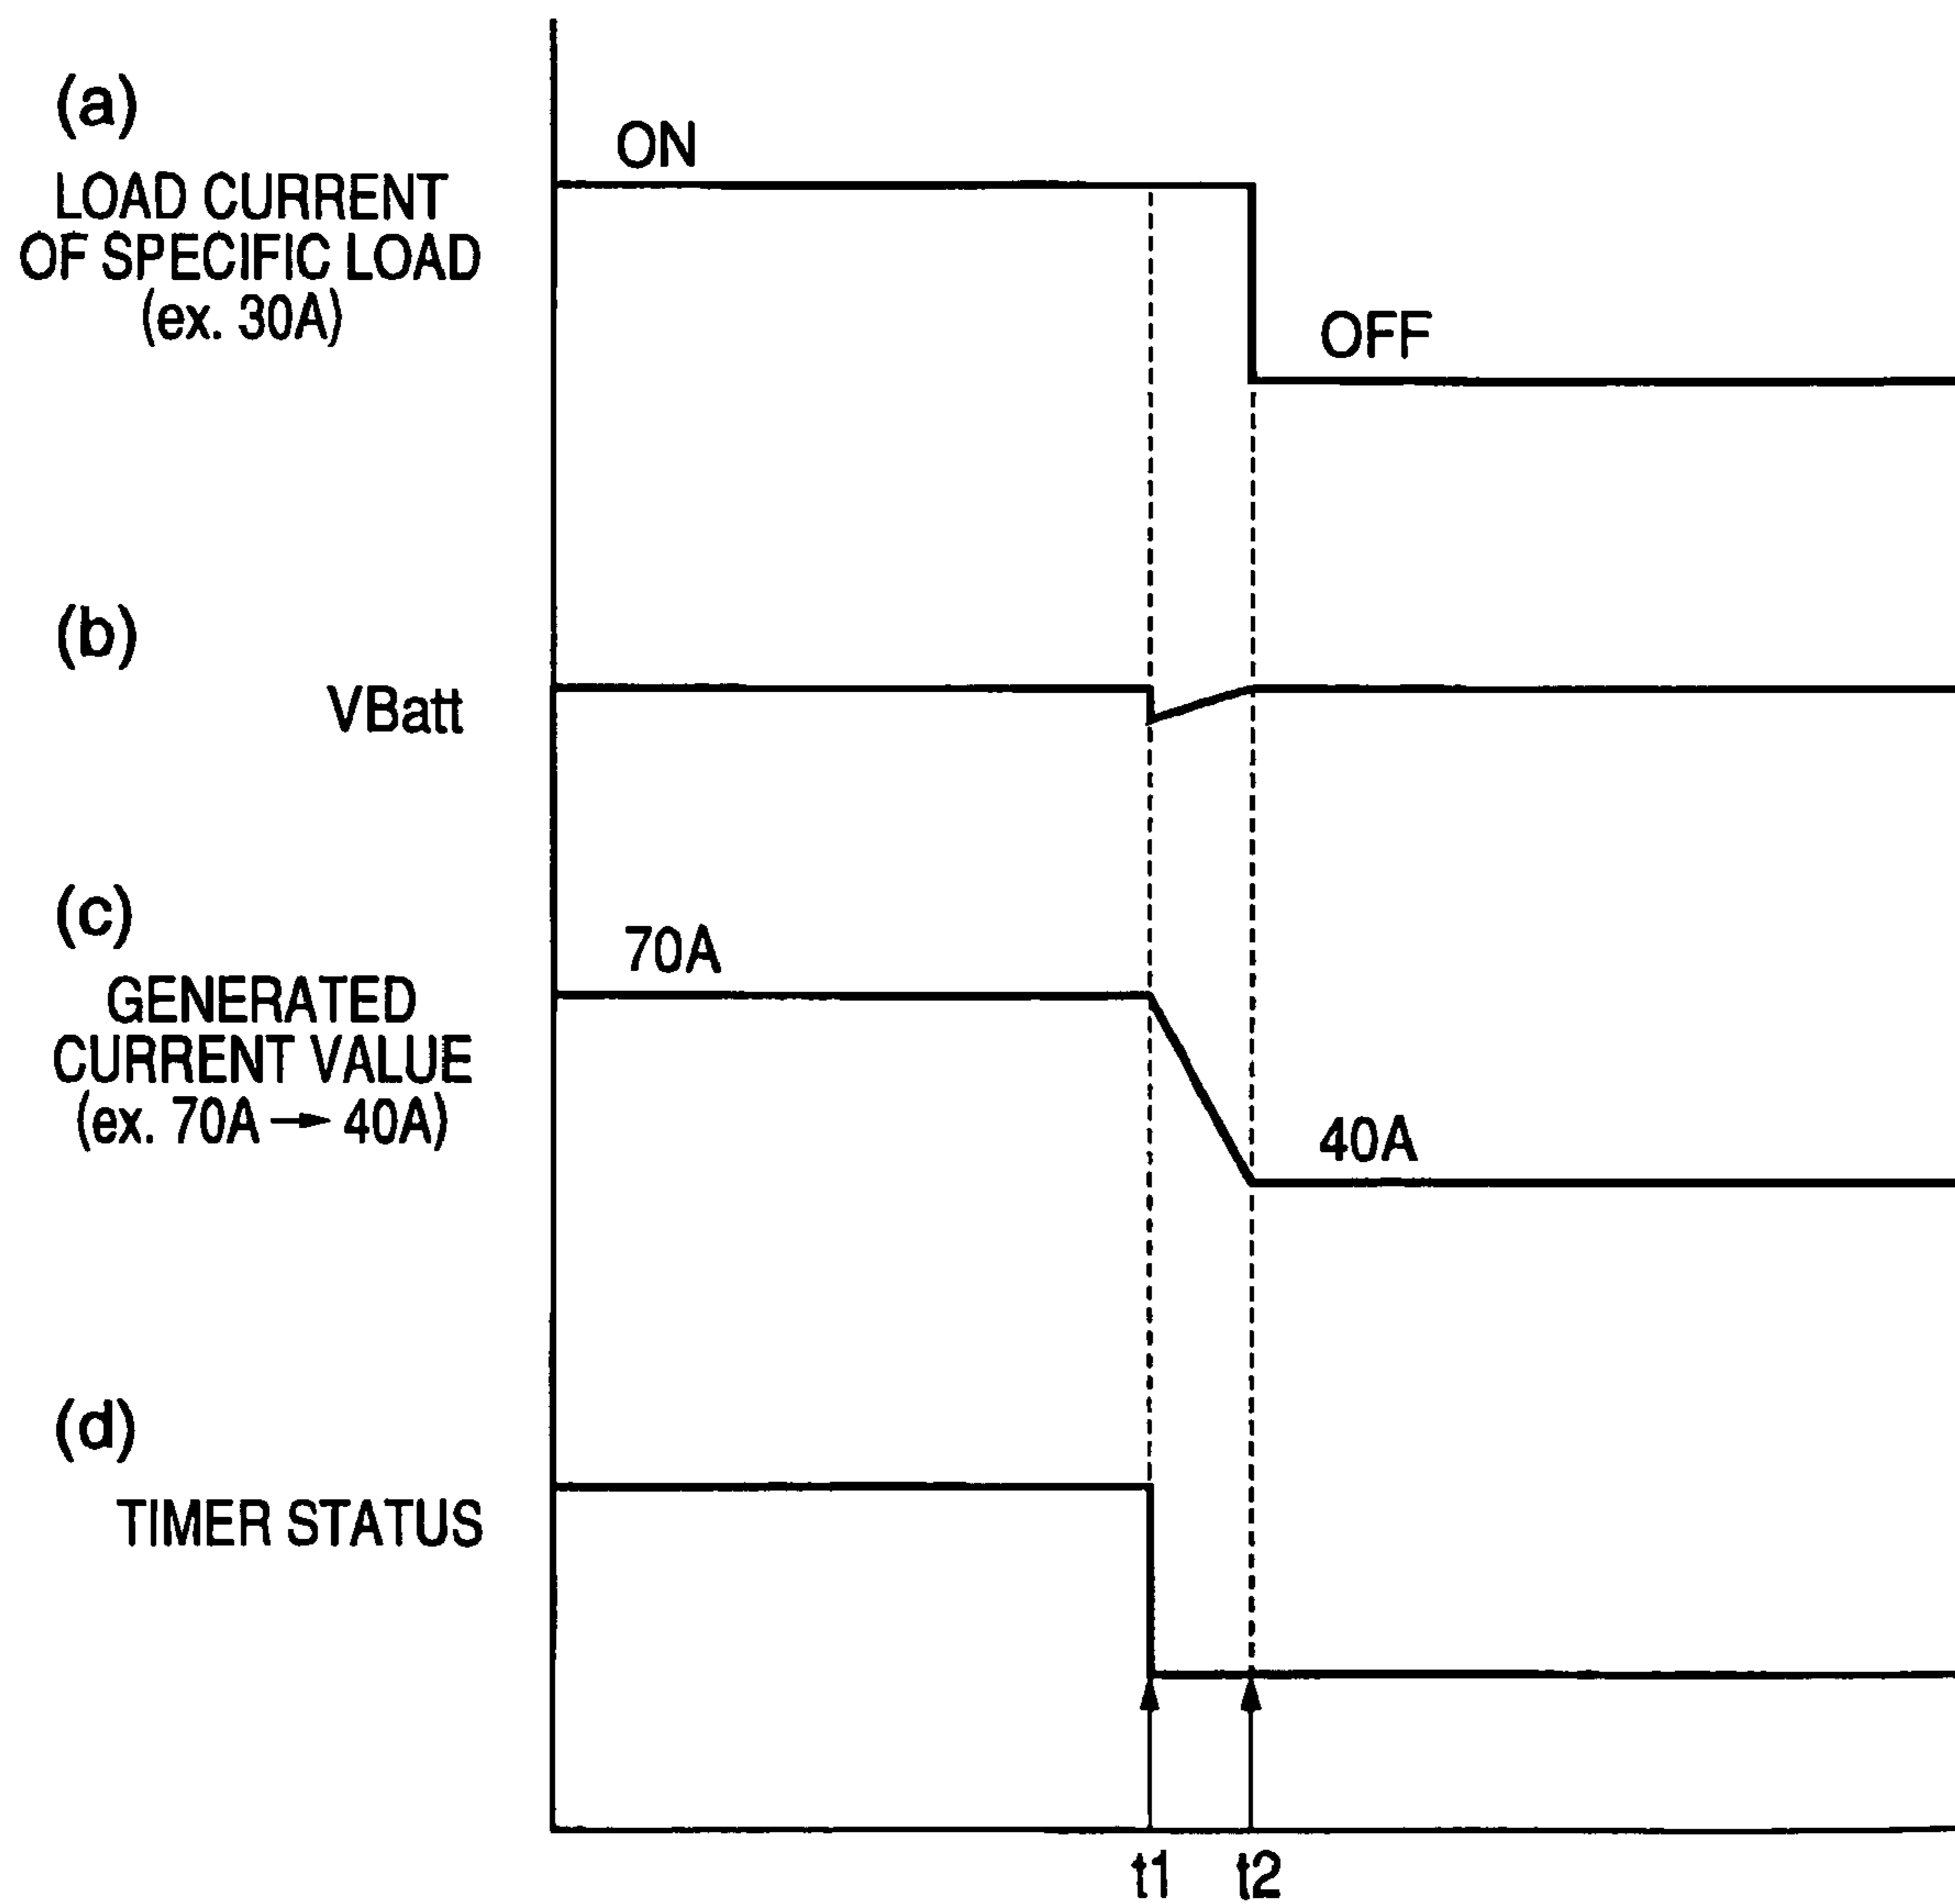 (a)
ON
LOAD CURRENT
OF SPECIFIC LOAD
(ex. 30A)
OFF
(b)
VBatt
(c)
70A
GENERATED
CURRENT VALUE
(ex. 70A → 40A)
40A
(d)
TIMER STATUS
t1 t2